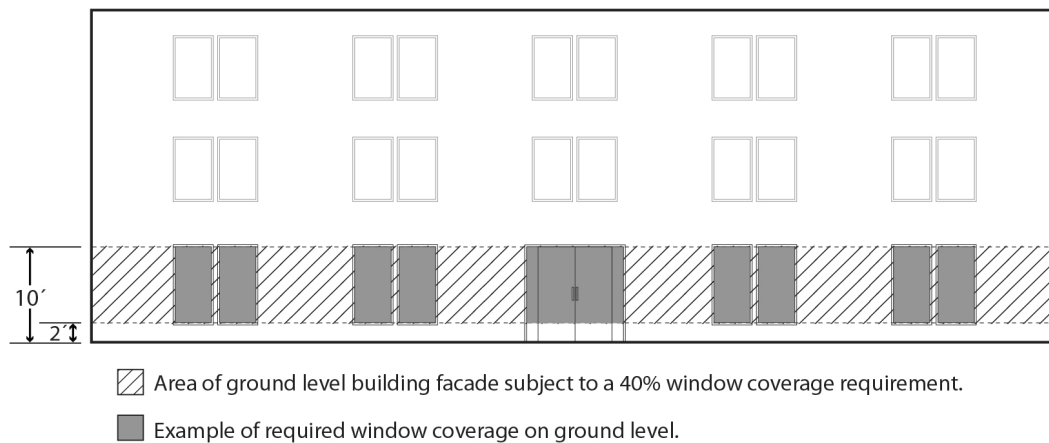 10´
2´
Area of ground level building facade subject to a 40% window coverage requirement.
Example of required window coverage on ground level.